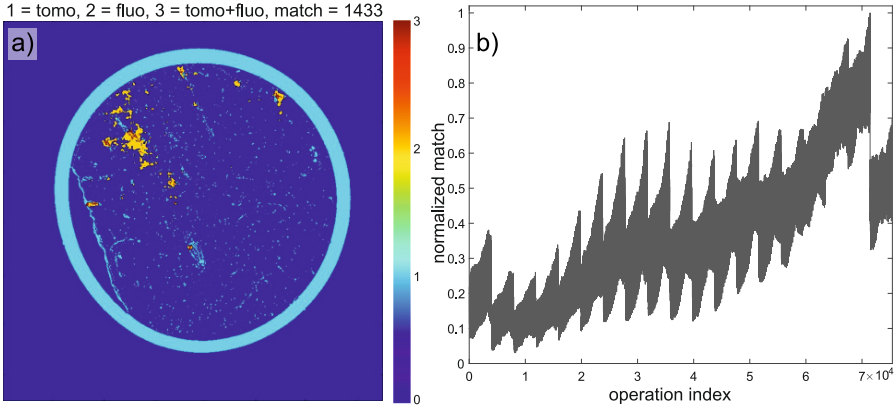 1 = tomo, 2 = fluo, 3 = tomo+fluo, match = 1433
a)
3
2
1
0
b)
normalized match
1
0.9
0.8
0.7
0.6
0.5
0.4
0.3
0.2
0.1
0
0 1 2 3 4 5 6 7×10⁴
operation index